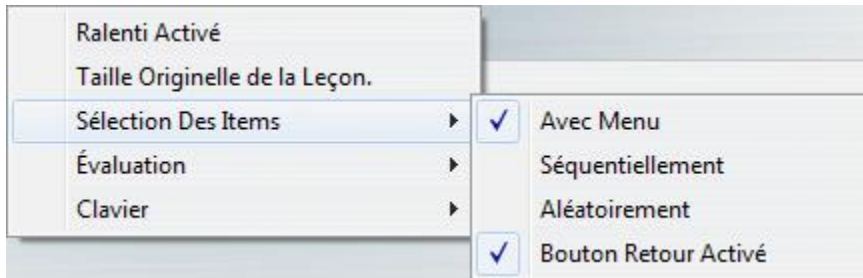 Ralenti Activé
Taille Originelle de la Leçon.
Sélection Des Items
Évaluation
Clavier
Avec Menu
Séquentiellement
Aléatoirement
Bouton Retour Activé